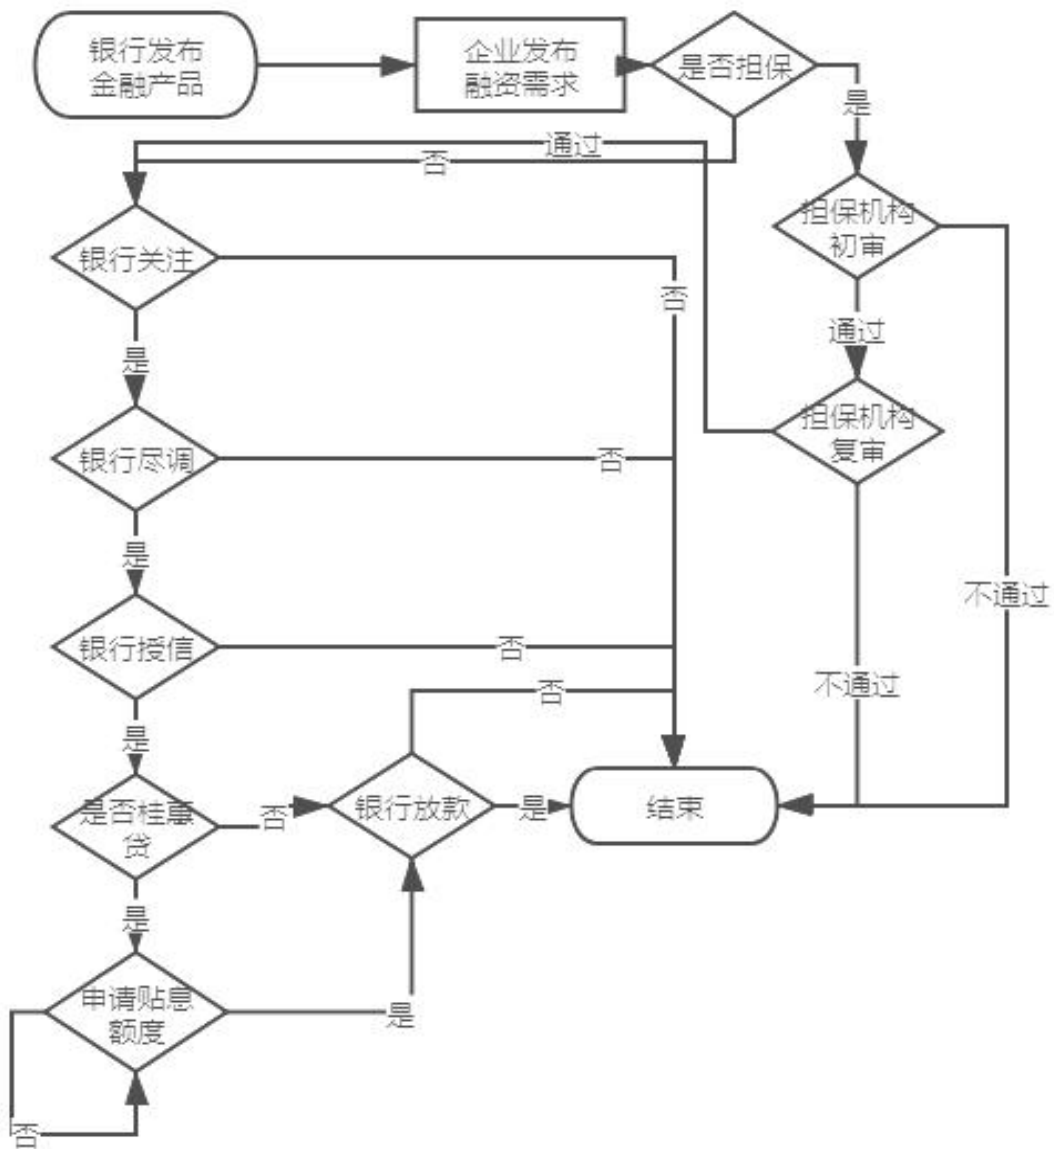 银行发布
金融产品
企业发布
融资需求
是否担保
是
通过
否
担保机构
初审
银行关注
否
通过
是
担保机构
复审
银行尽调
否
是
不通过
银行授信
否
不通过
否
是
是否桂惠
贷
否
银行放款
是
结束
是
申请贴息
额度
是
否